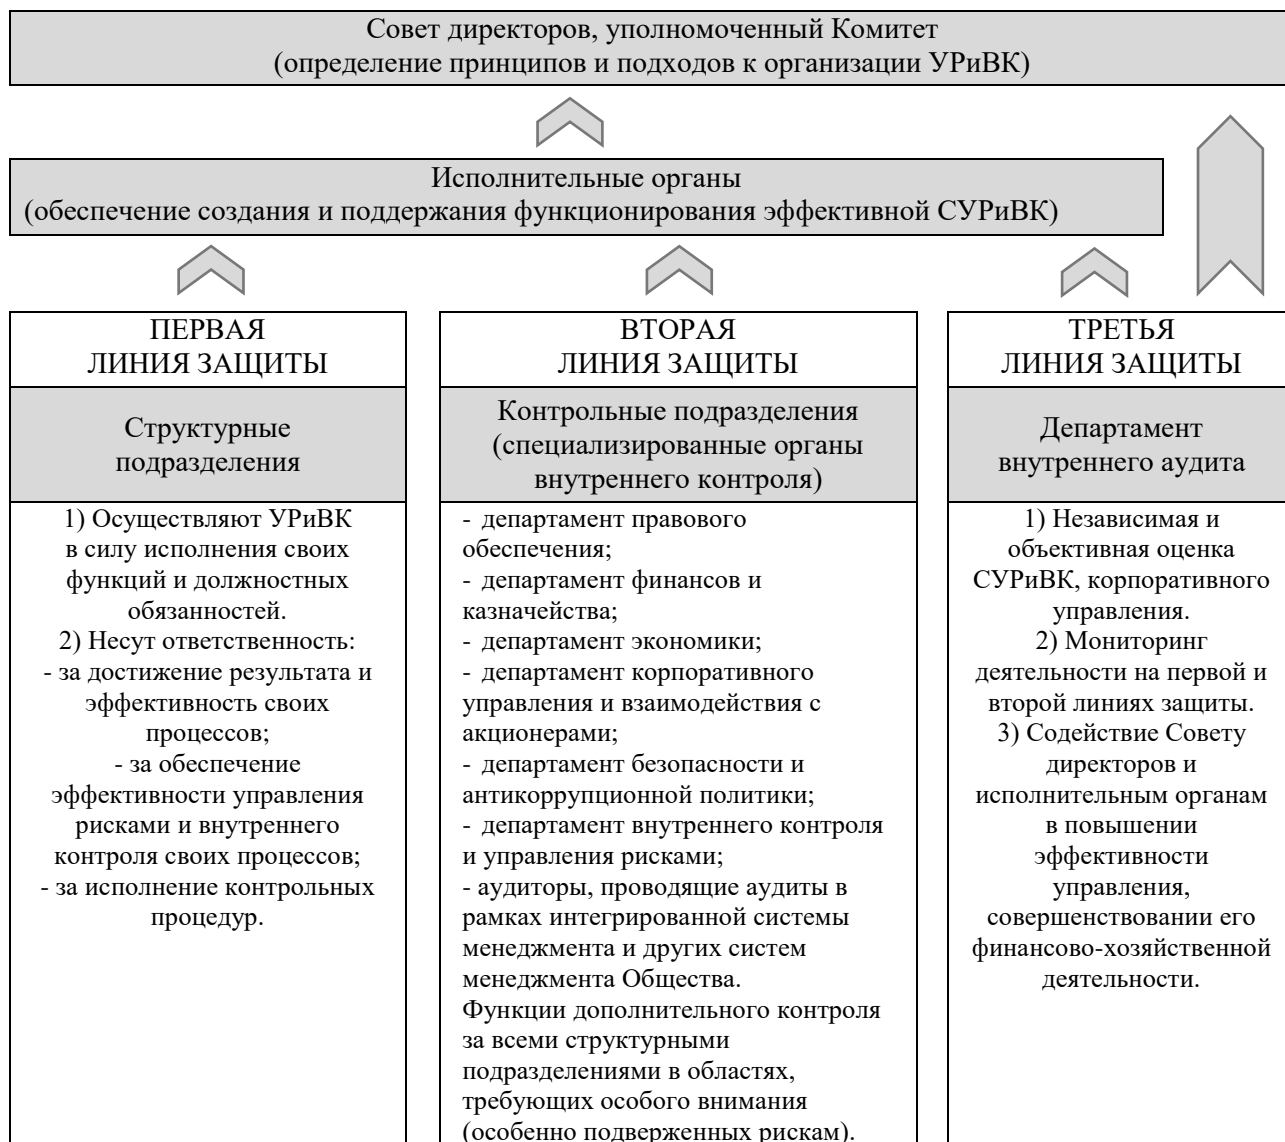 Совет директоров, уполномоченный Комитет
(определение принципов и подходов к организации УРиВК)
Исполнительные органы
(обеспечение создания и поддержания функционирования эффективной СУРиВК)
ПЕРВАЯ
ЛИНИЯ ЗАЩИТЫ
Структурные
подразделения
1) Осуществляют УРиВК
в силу исполнения своих
функций и должностных
обязанностей.
2) Несут ответственность:
- за достижение результата и
эффективность своих
процессов;
- за обеспечение
эффективности управления
рисками и внутреннего
контроля своих процессов;
- за исполнение контрольных
процедур.
ВТОРАЯ
ЛИНИЯ ЗАЩИТЫ
Контрольные подразделения
(специализированные органы
внутреннего контроля)
- департамент правового
обеспечения;
- департамент финансов и
казначейства;
- департамент экономики;
- департамент корпоративного
управления и взаимодействия с
акционерами;
- департамент безопасности и
антикоррупционной политики;
- департамент внутреннего контроля
и управления рисками;
- аудиторы, проводящие аудиты в
рамках интегрированной системы
менеджмента и других систем
менеджмента Общества.
Функции дополнительного контроля
за всеми структурными
подразделениями в областях,
требующих особого внимания
(особенно подверженных рискам).
ТРЕТЬЯ
ЛИНИЯ ЗАЩИТЫ
Департамент
внутреннего аудита
1) Независимая и
объективная оценка
СУРиВК, корпоративного
управления.
2) Мониторинг
деятельности на первой и
второй линиях защиты.
3) Содействие Совету
директоров и
исполнительным органам
в повышении
эффективности
управления,
совершенствовании его
финансово-хозяйственной
деятельности.